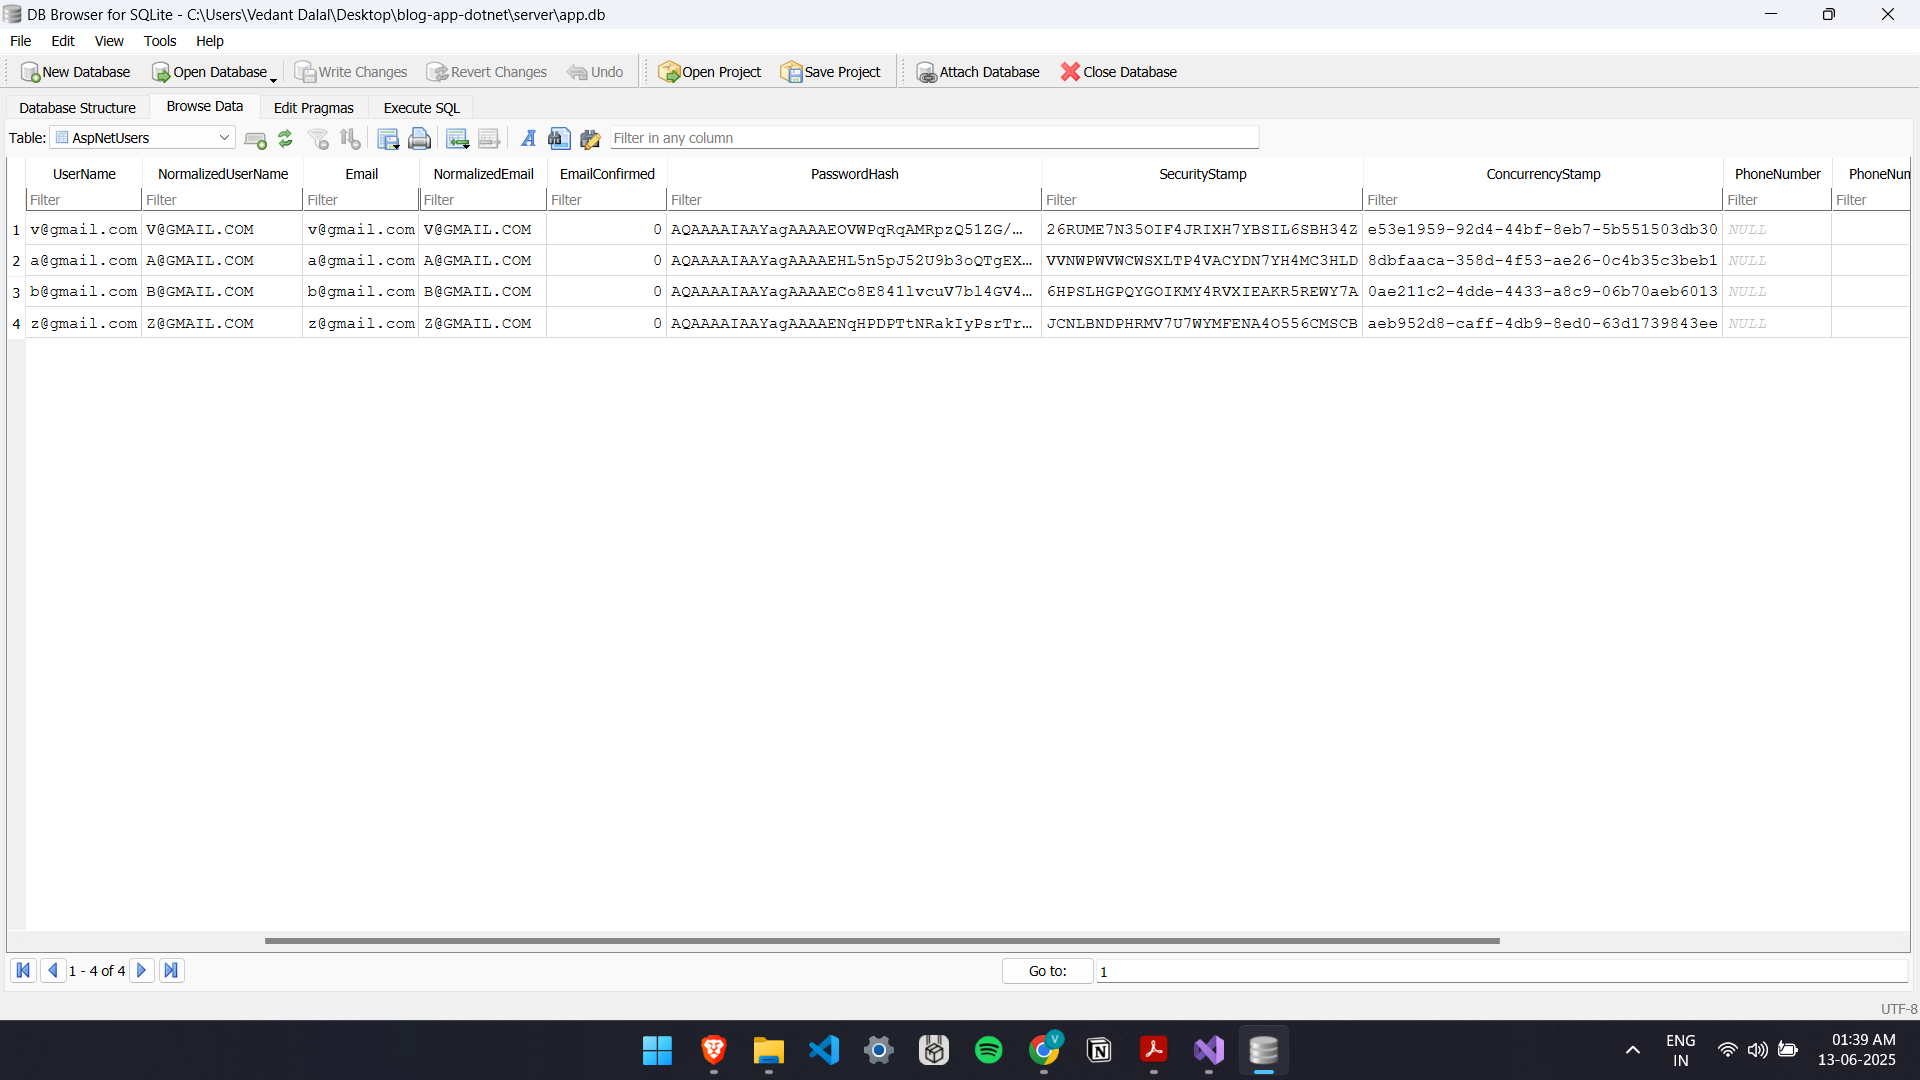 DB Browser for SQLite - C:\Users\Vedant Dalal\Desktop\blog-app-dotnet\server\app.db
File Edit View Tools Help
New Database Open Database Write Changes Revert Changes Undo Open Project Save Project Attach Database Close Database
Database Structure Browse Data Edit Pragmas Execute SQL
Table: AspNetUsers Filter in any column
UserName NormalizedUserName Email NormalizedEmail EmailConfirmed PasswordHash SecurityStamp ConcurrencyStamp PhoneNumber PhoneNum
Filter Filter Filter Filter Filter Filter Filter Filter Filter Filter
1 v@gmail.com V@GMAIL.COM v@gmail.com V@GMAIL.COM 0 AQAAAAIAAYagAAAAEOVWPqRqAMRpzQ51ZG/… 26RUME7N35OIF4JRIXH7YBSIL6SBH34Z e53e1959-92d4-44bf-8eb7-5b551503db30 NULL
2 a@gmail.com A@GMAIL.COM a@gmail.com A@GMAIL.COM 0 AQAAAAIAAYagAAAAEHL5n5pJ52U9b3oQTgEX… VVNWPWVWCWSXLTP4VACYDN7YH4MC3HLD 8dbfaaca-358d-4f53-ae26-0c4b35c3beb1 NULL
3 b@gmail.com B@GMAIL.COM b@gmail.com B@GMAIL.COM 0 AQAAAAIAAYagAAAAECo8E841lvcuV7bl4GV4… 6HPSLHGPQYGOIKMY4RVXIEAKR5REWY7A 0ae211c2-4dde-4433-a8c9-06b70aeb6013 NULL
4 z@gmail.com Z@GMAIL.COM z@gmail.com Z@GMAIL.COM 0 AQAAAAIAAYagAAAAENqHPDPTtNRakIyPsrTr… JCNLBNDPHRMV7U7WYMFENA4O556CMSCB aeb952d8-caff-4db9-8ed0-63d1739843ee NULL
1 - 4 of 4 Go to: 1
UTF-8
ENG 01:39 AM
IN 13-06-2025